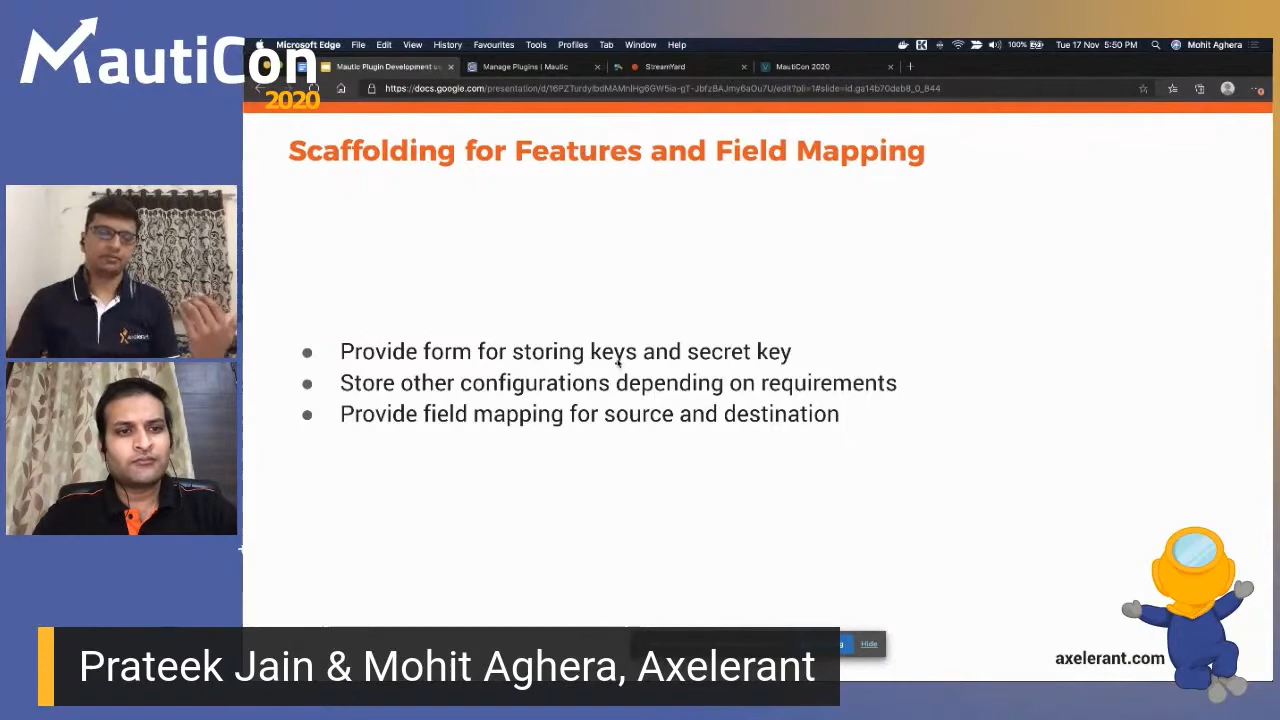 MautiCon
2020
Microsoft Edge File Edit View History Favourites Tools Profiles Tab Window Help 100% Tue 17 Nov 5:50 PM Mohit Aghera
Mautic Plugin Development us Manage Plugins | Mautic StreamYard MautiCon 2020
Scaffolding for Features and Field Mapping
● Provide form for storing keys and secret key
● Store other configurations depending on requirements
● Provide field mapping for source and destination
axelerant
Hide
axelerant.com
Prateek Jain & Mohit Aghera, Axelerant